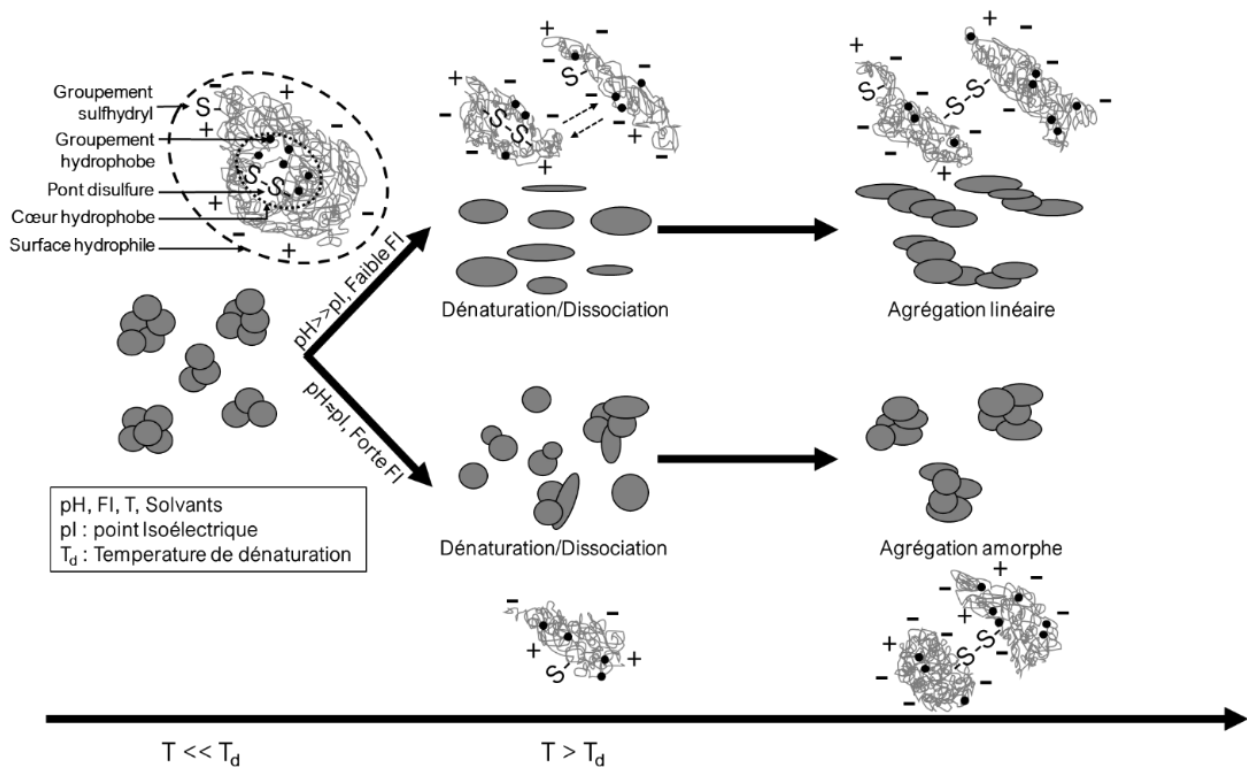 Groupement
sulfhydryl
Groupement
hydrophobe
Pont disulfure
Cœur hydrophobe
Surface hydrophile
S
+
+
S-S
+
+
S
+
S-S
+
+
+
S
S-S
+
pH>>pI, Faible FI
Dénaturation/Dissociation
Agrégation linéaire
pH≈pI, Forte FI
pH, FI, T, Solvants
pI : point Isoélectrique
Td : Temperature de dénaturation
Dénaturation/Dissociation
Agrégation amorphe
+
+
S
+
+
+
S-S
T << Td
T > Td